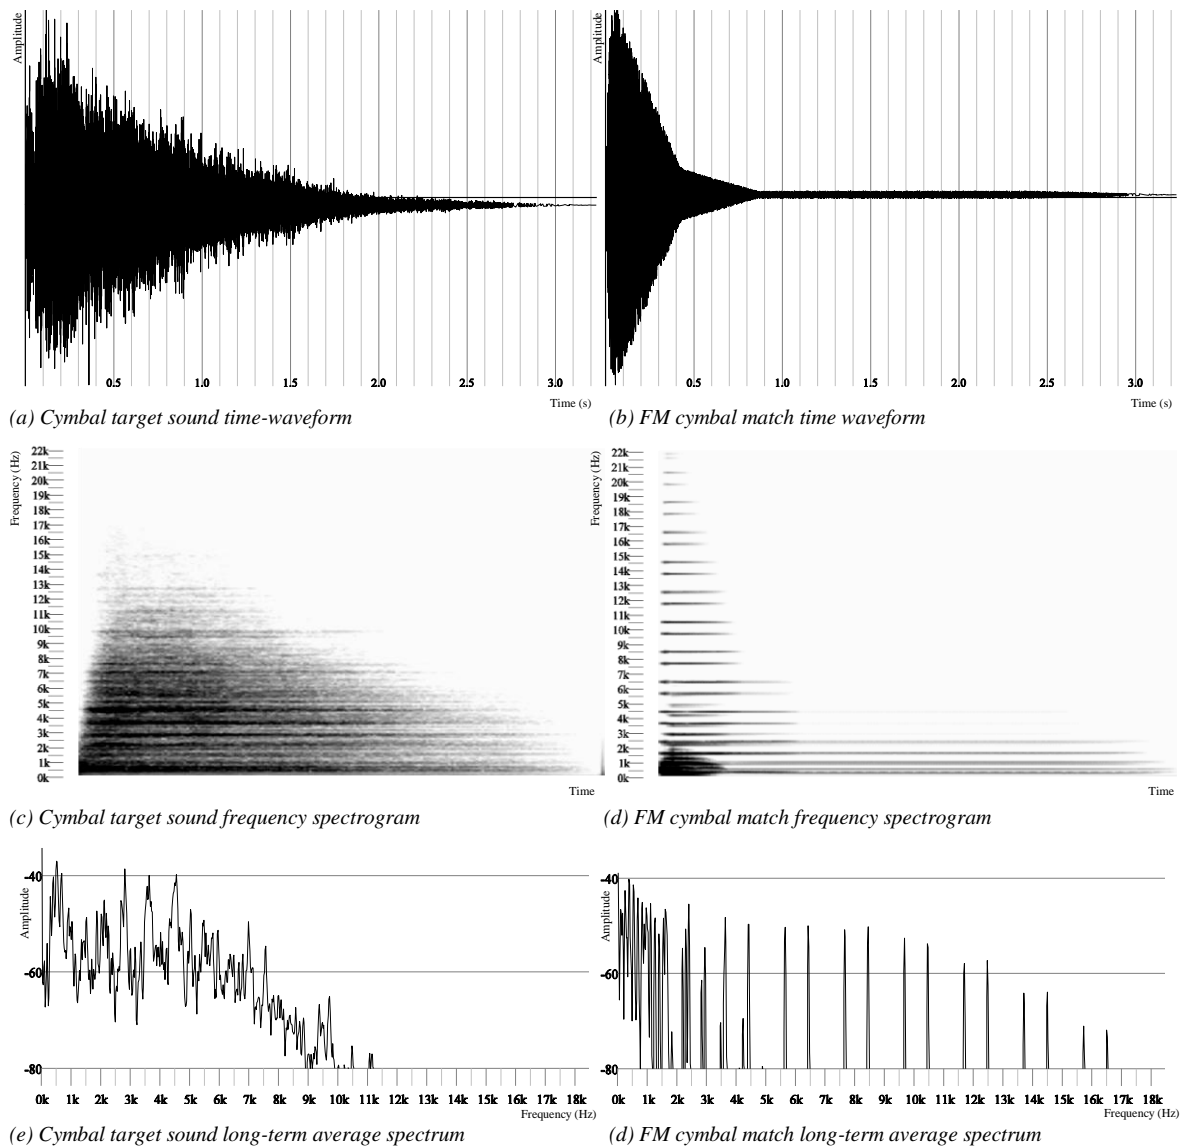 Amplitude
0.5 1.0 1.5 2.0 2.5 3.0
Time (s)
(a) Cymbal target sound time-waveform
Amplitude
0.5 1.0 1.5 2.0 2.5 3.0
Time (s)
(b) FM cymbal match time waveform
Frequency (Hz)
22k
21k
20k
19k
18k
17k
16k
15k
14k
13k
12k
11k
10k
9k
8k
7k
6k
5k
4k
3k
2k
1k
0k
Time
(c) Cymbal target sound frequency spectrogram
Frequency (Hz)
22k
21k
20k
19k
18k
17k
16k
15k
14k
13k
12k
11k
10k
9k
8k
7k
6k
5k
4k
3k
2k
1k
0k
Time
(d) FM cymbal match frequency spectrogram
Amplitude
-40
-60
-80
0k 1k 2k 3k 4k 5k 6k 7k 8k 9k 10k 11k 12k 13k 14k 15k 16k 17k 18k
Frequency (Hz)
(e) Cymbal target sound long-term average spectrum
Amplitude
-40
-60
-80
0k 1k 2k 3k 4k 5k 6k 7k 8k 9k 10k 11k 12k 13k 14k 15k 16k 17k 18k
Frequency (Hz)
(d) FM cymbal match long-term average spectrum